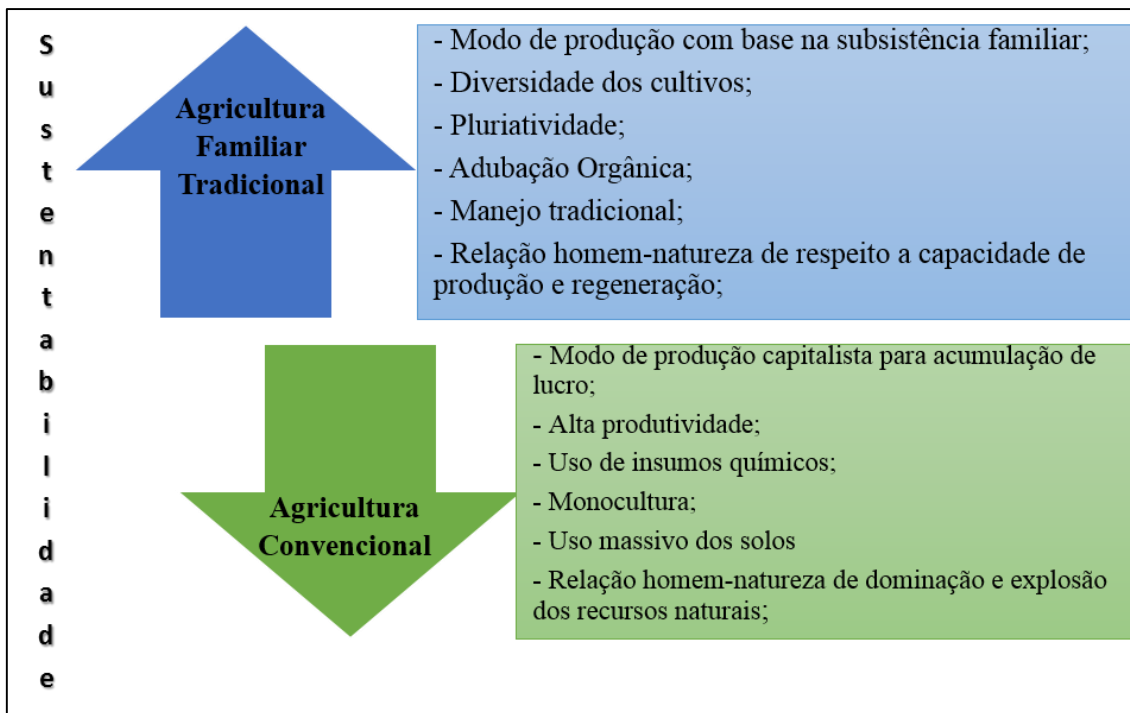 Sustentabilidade
Agricultura
Familiar
Tradicional
- Modo de produção com base na subsistência familiar;
- Diversidade dos cultivos;
- Pluriatividade;
- Adubação Orgânica;
- Manejo tradicional;
- Relação homem-natureza de respeito a capacidade de
produção e regeneração;
Agricultura
Convencional
- Modo de produção capitalista para acumulação de
lucro;
- Alta produtividade;
- Uso de insumos químicos;
- Monocultura;
- Uso massivo dos solos
- Relação homem-natureza de dominação e explosão
dos recursos naturais;